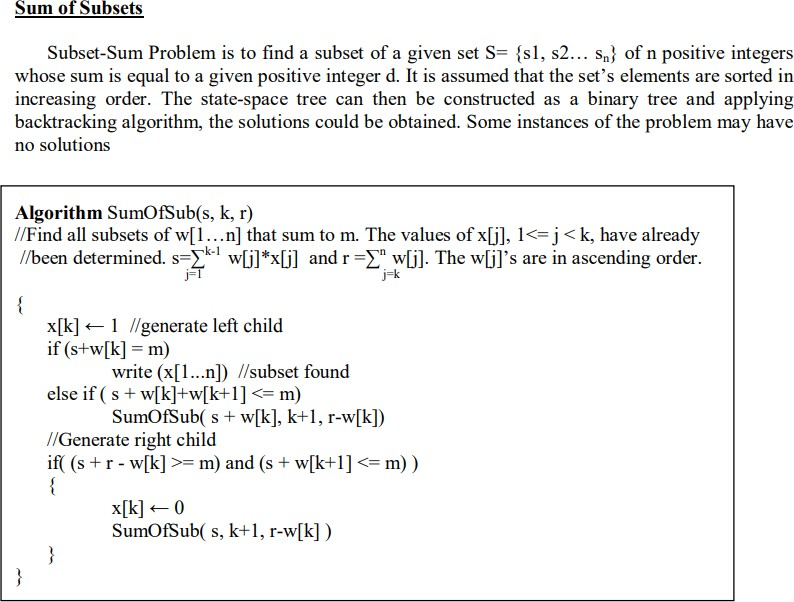 Sum of Subsets
Subset-Sum Problem is to find a subset of a given set S= {s1, s2… sₙ} of n positive integers
whose sum is equal to a given positive integer d. It is assumed that the set’s elements are sorted in
increasing order. The state-space tree can then be constructed as a binary tree and applying
backtracking algorithm, the solutions could be obtained. Some instances of the problem may have
no solutions
Algorithm SumOfSub(s, k, r)
//Find all subsets of w[1…n] that sum to m. The values of x[j], 1<= j < k, have already
//been determined. s=∑ᵏ⁻¹ w[j]*x[j] and r =∑ⁿ w[j]. The w[j]’s are in ascending order.
j=1 j=k
{
x[k] ← 1 //generate left child
if (s+w[k] = m)
write (x[1...n]) //subset found
else if ( s + w[k]+w[k+1] <= m)
SumOfSub( s + w[k], k+1, r-w[k])
//Generate right child
if( (s + r - w[k] >= m) and (s + w[k+1] <= m) )
{
x[k] ← 0
SumOfSub( s, k+1, r-w[k] )
}
}